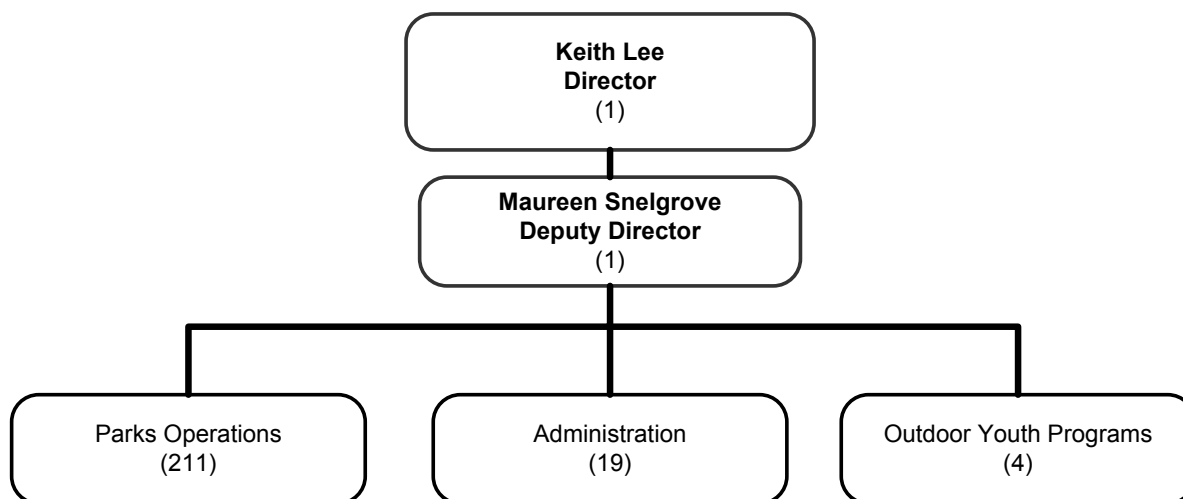 Keith Lee
Director
(1)
Maureen Snelgrove
Deputy Director
(1)
Parks Operations
(211)
Administration
(19)
Outdoor Youth Programs
(4)